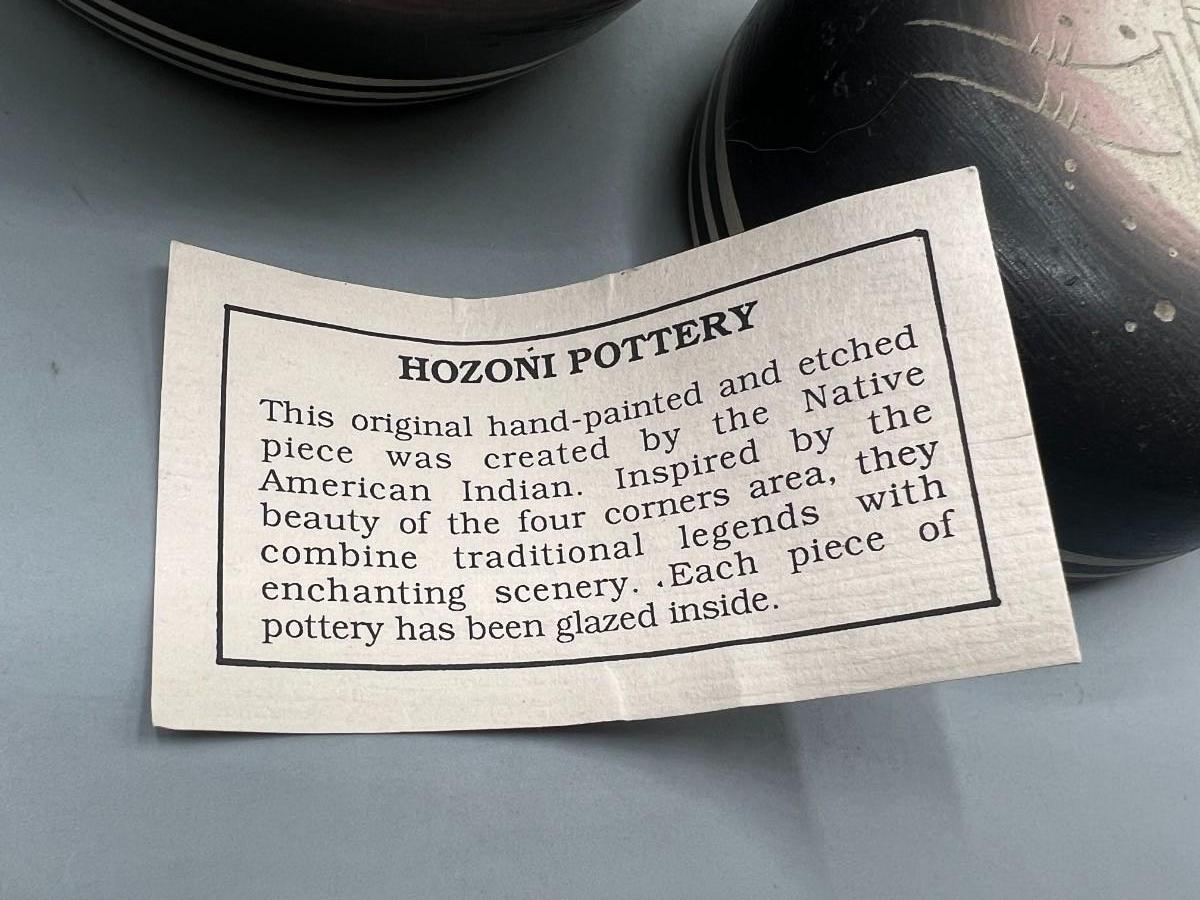 HOZOŃI POTTERY
This original hand-painted and etched
piece was created by the Native
American Indian. Inspired by the
beauty of the four corners area, they
combine traditional legends with
enchanting scenery. .Each piece of
pottery has been glazed inside.